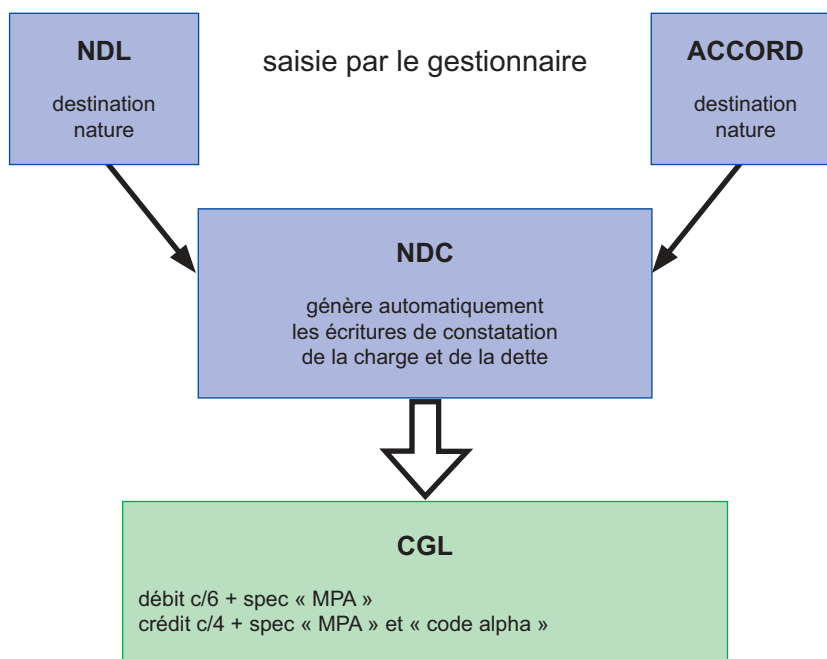 NDL
destination
nature
saisie par le gestionnaire
ACCORD
destination
nature
NDC
génère automatiquement
les écritures de constatation
de la charge et de la dette
CGL
débit c/6 + spec « MPA »
crédit c/4 + spec « MPA » et « code alpha »